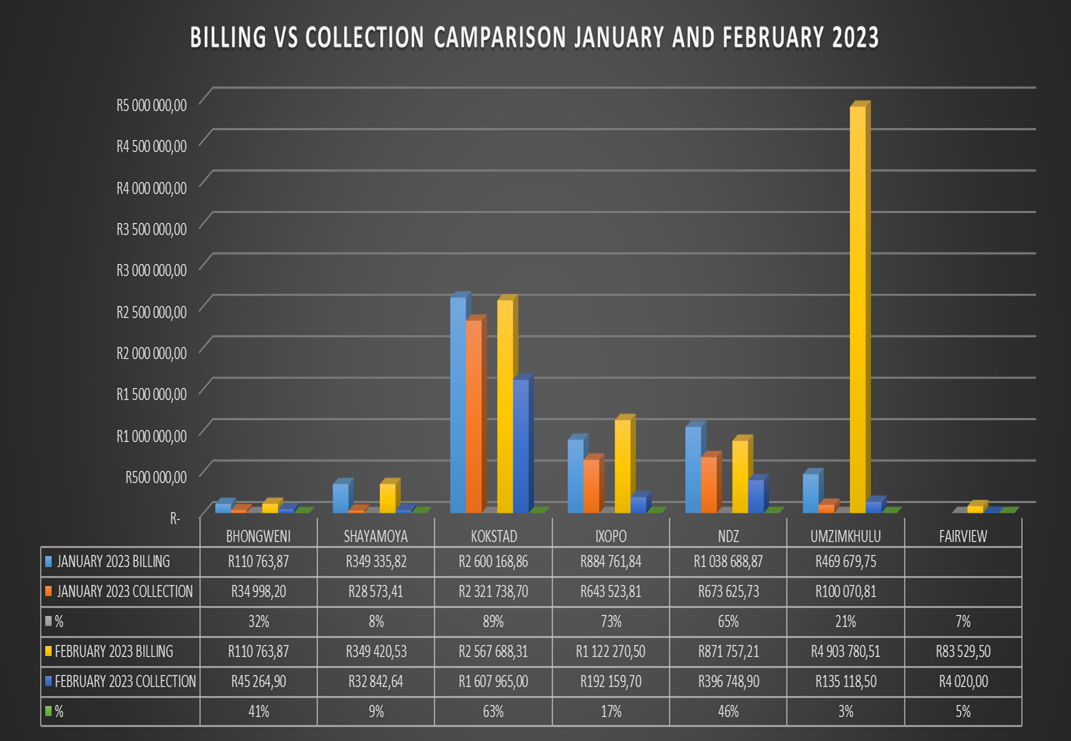 BILLING VS COLLECTION CAMPARISON JANUARY AND FEBRUARY 2023
R5 000 000,00
R4 500 000,00
R4 000 000,00
R3 500 000,00
R3 000 000,00
R2 500 000,00
R2 000 000,00
R1 500 000,00
R1 000 000,00
R500 000,00
R-
BHONGWENI SHAYAMOYA KOKSTAD IXOPO NDZ UMZIMKHULU FAIRVIEW
JANUARY 2023 BILLING R110 763,87 R349 335,82 R2 600 168,86 R884 761,84 R1 038 688,87 R469 679,75
JANUARY 2023 COLLECTION R34 998,20 R28 573,41 R2 321 738,70 R643 523,81 R673 625,73 R100 070,81
% 32% 8% 89% 73% 65% 21% 7%
FEBRUARY 2023 BILLING R110 763,87 R349 420,53 R2 567 688,31 R1 122 270,50 R871 757,21 R4 903 780,51 R83 529,50
FEBRUARY 2023 COLLECTION R45 264,90 R32 842,64 R1 607 965,00 R192 159,70 R396 748,90 R135 118,50 R4 020,00
% 41% 9% 63% 17% 46% 3% 5%